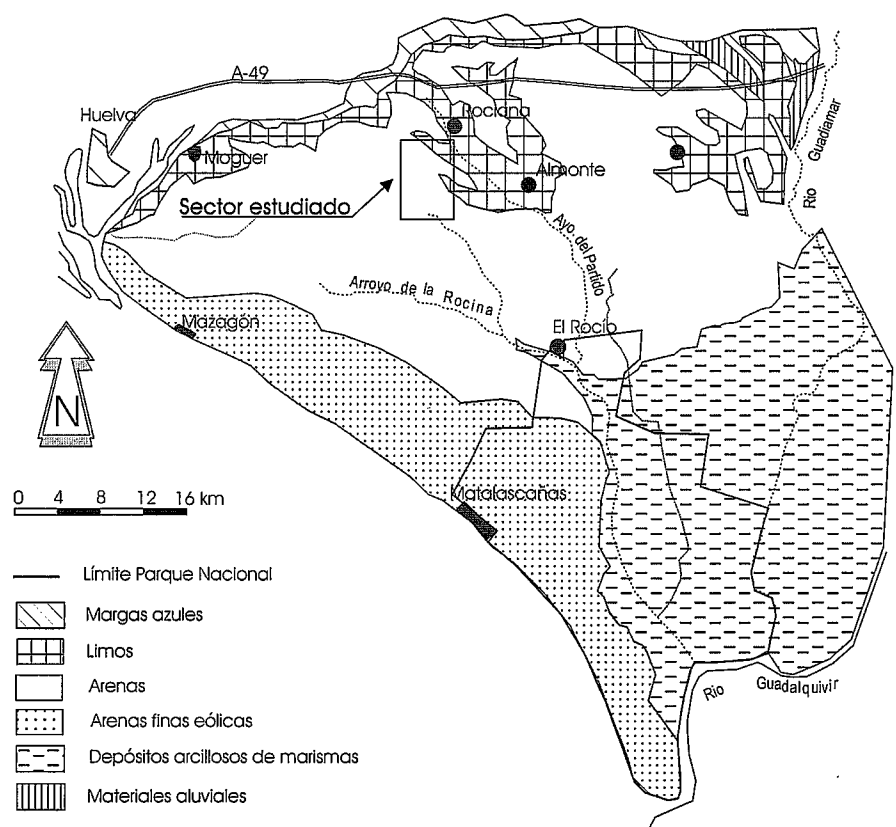 A-49
Huelva
Rociana
Moguer
Almonte
Sector estudiado
Rio Guadiamar
Ayo del Partido
Arroyo de la Rocina
El Rocío
Mazagón
N
Matalascañas
0 4 8 12 16 km
Rio Guadalquivir
Límite Parque Nacional
Margas azules
Limos
Arenas
Arenas finas eólicas
Depósitos arcillosos de marismas
Materiales aluviales